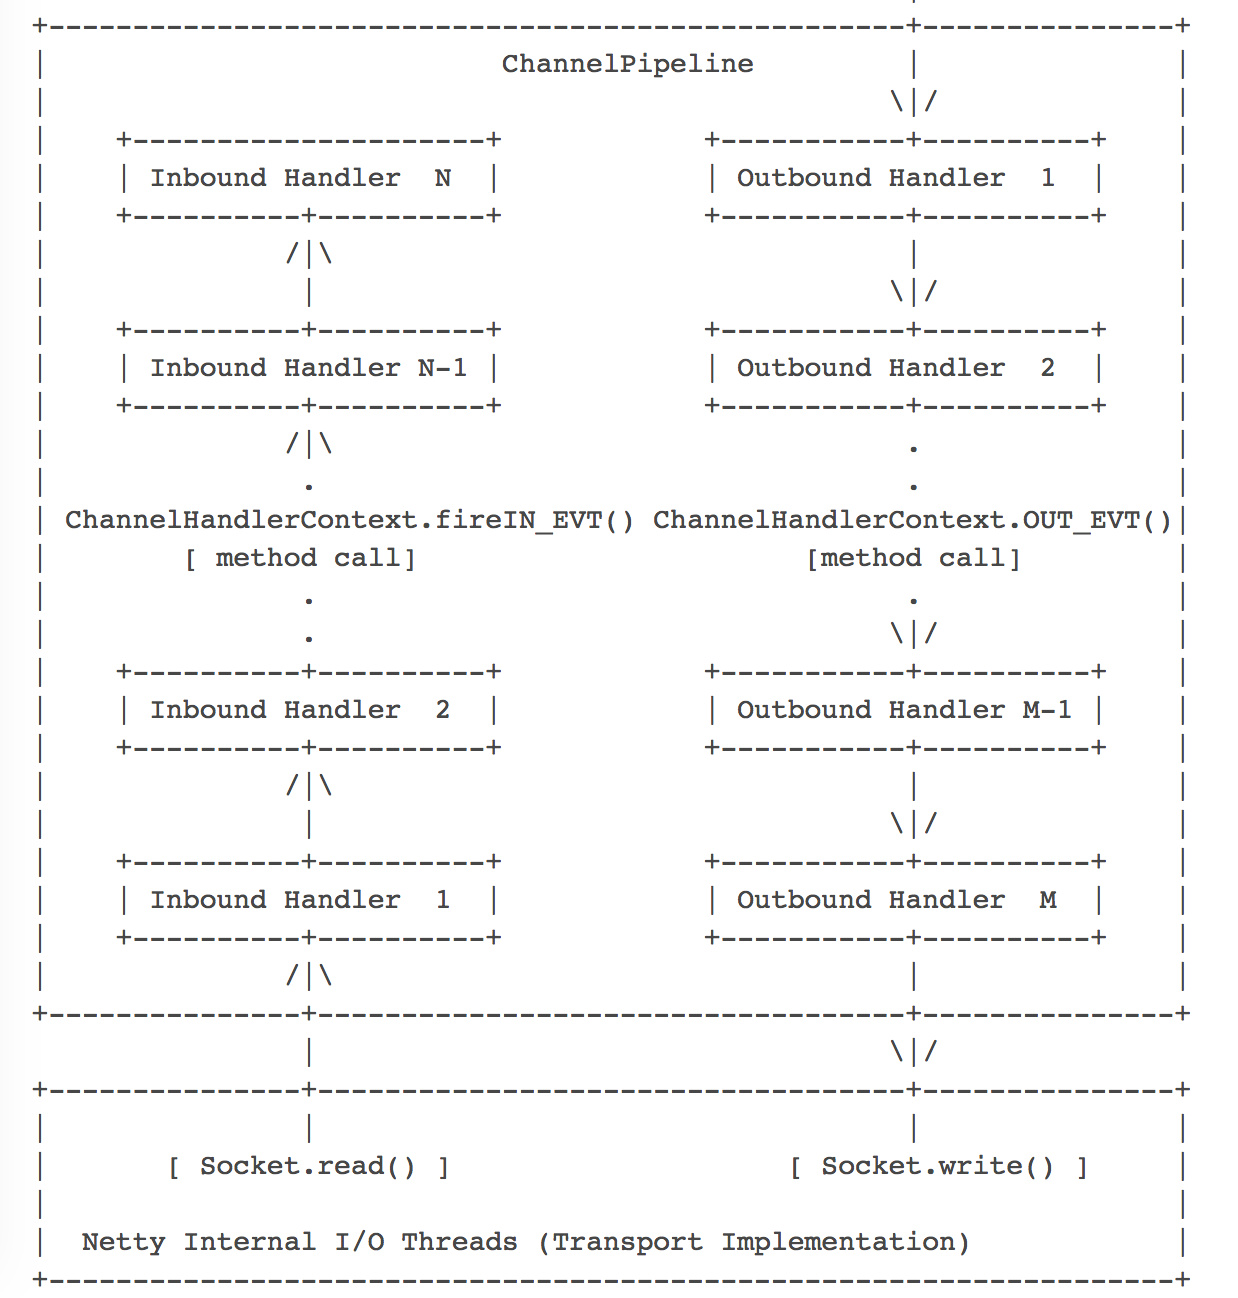 +---------------------------------------------------+---------------+
|                           ChannelPipeline         |               |
|                                                  \|/              |
|    +---------------------+            +-----------+----------+    |
|    | Inbound Handler  N  |            | Outbound Handler  1  |    |
|    +----------+----------+            +-----------+----------+    |
|              /|\                                  |               |
|               |                                  \|/              |
|    +----------+----------+            +-----------+----------+    |
|    | Inbound Handler N-1 |            | Outbound Handler  2  |    |
|    +----------+----------+            +-----------+----------+    |
|              /|\                                  .               |
|               .                                   .               |
| ChannelHandlerContext.fireIN_EVT() ChannelHandlerContext.OUT_EVT()|
|        [ method call]                       [method call]         |
|               .                                   .               |
|               .                                  \|/              |
|    +----------+----------+            +-----------+----------+    |
|    | Inbound Handler  2  |            | Outbound Handler M-1 |    |
|    +----------+----------+            +-----------+----------+    |
|              /|\                                  |               |
|               |                                  \|/              |
|    +----------+----------+            +-----------+----------+    |
|    | Inbound Handler  1  |            | Outbound Handler  M  |    |
|    +----------+----------+            +-----------+----------+    |
|              /|\                                  |               |
+---------------+-----------------------------------+---------------+
                |                                  \|/
+---------------+-----------------------------------+---------------+
|               |                                   |               |
|       [ Socket.read() ]                    [ Socket.write() ]     |
|                                                                   |
|  Netty Internal I/O Threads (Transport Implementation)            |
+-------------------------------------------------------------------+